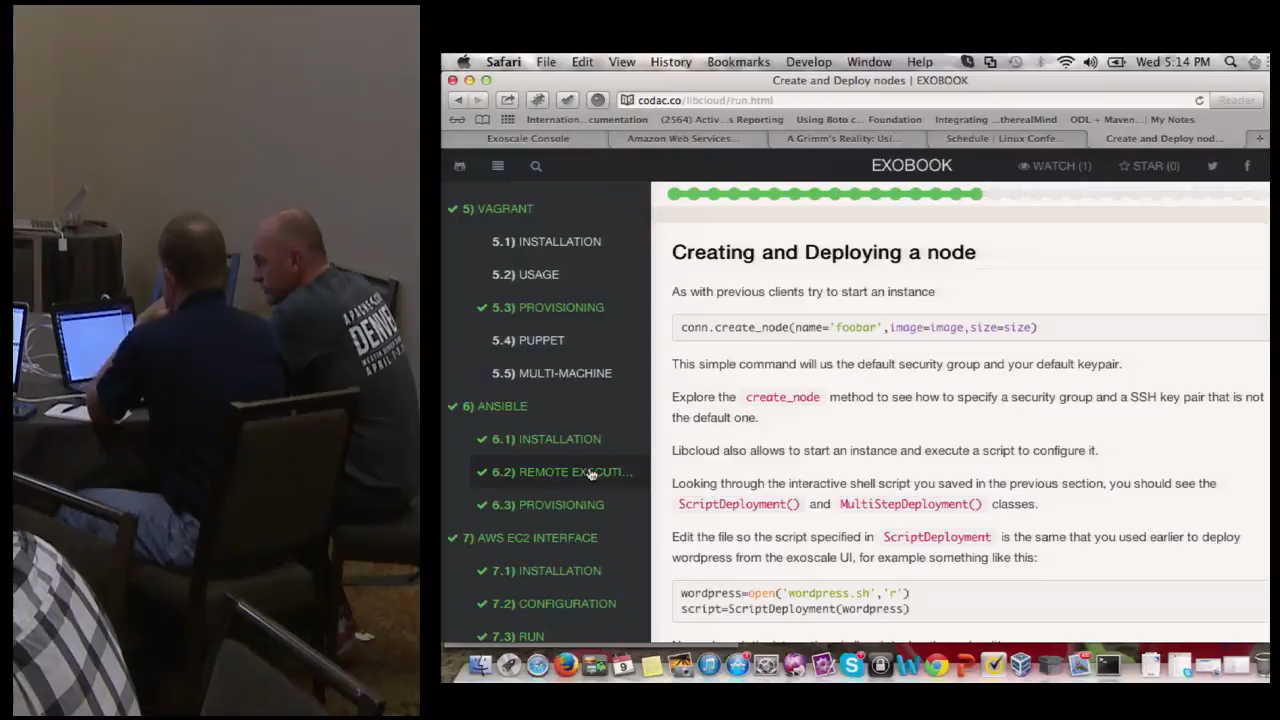 Safari File Edit View History Bookmarks Develop Window Help Wed 5:14 PM
Create and Deploy nodes | EXOBOOK
codac.co/libcloud/run.html
Reader
Internation...cumentation (2564) Activ...s Reporting Using Boto c... Foundation Integrating ...therealMind ODL + Maven... | My Notes
Exoscale Console Amazon Web Services... A Grimm's Reality: Usi... Schedule | Linux Confe... Create and Deploy nod...
EXOBOOK WATCH (1) STAR (0)
5) VAGRANT
5.1) INSTALLATION
5.2) USAGE
5.3) PROVISIONING
5.4) PUPPET
5.5) MULTI-MACHINE
6) ANSIBLE
6.1) INSTALLATION
6.2) REMOTE EXECUTI...
6.3) PROVISIONING
7) AWS EC2 INTERFACE
7.1) INSTALLATION
7.2) CONFIGURATION
7.3) RUN
Creating and Deploying a node
As with previous clients try to start an instance
conn.create_node(name='foobar',image=image,size=size)
This simple command will us the default security group and your default keypair.
Explore the create_node method to see how to specify a security group and a SSH key pair that is not
the default one.
Libcloud also allows to start an instance and execute a script to configure it.
Looking through the interactive shell script you saved in the previous section, you should see the
ScriptDeployment() and MultiStepDeployment() classes.
Edit the file so the script specified in ScriptDeployment is the same that you used earlier to deploy
wordpress from the exoscale UI, for example something like this:
wordpress=open('wordpress.sh','r')
script=ScriptDeployment(wordpress)
DENVER
APRIL 7-